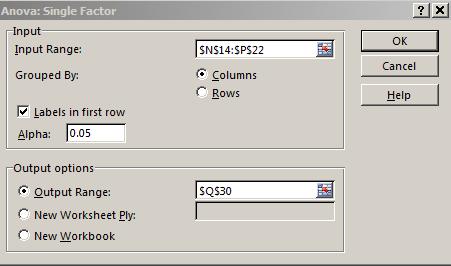 Anova: Single Factor ? X
Input
Input Range: $N$14:$P$22
Grouped By: Columns
Rows
Labels in first row
Alpha: 0.05
OK
Cancel
Help
Output options
Output Range: $Q$30
New Worksheet Ply:
New Workbook